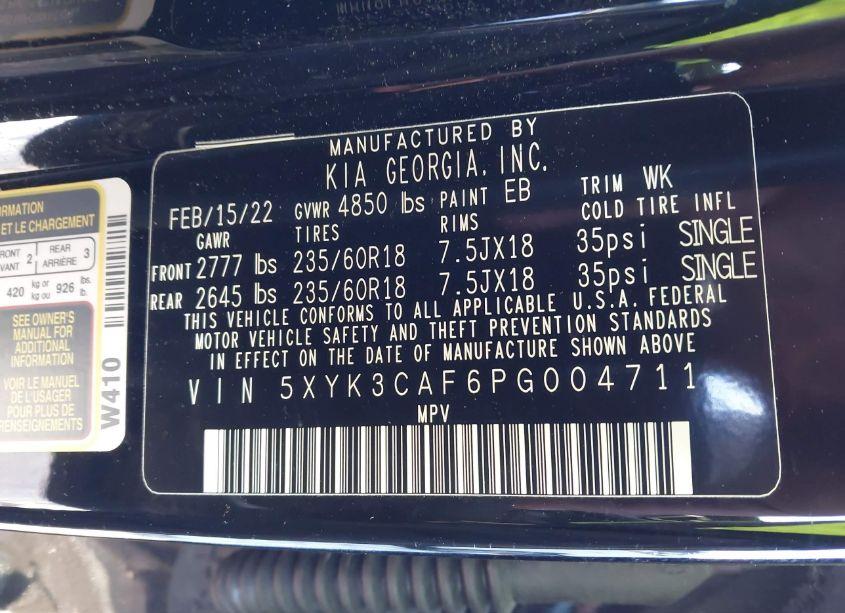 MANUFACTURED BY
KIA GEORGIA, INC.
FEB/15/22 GVWR 4850 lbs PAINT EB TRIM WK
GAWR TIRES RIMS COLD TIRE INFL
FRONT 2777 lbs 235/60R18 7.5JX18 35psi SINGLE
REAR 2645 lbs 235/60R18 7.5JX18 35psi SINGLE
THIS VEHICLE CONFORMS TO ALL APPLICABLE U.S.A. FEDERAL
MOTOR VEHICLE SAFETY AND THEFT PREVENTION STANDARDS
IN EFFECT ON THE DATE OF MANUFACTURE SHOWN ABOVE
VIN 5XYK3CAF6PG004711
MPV
ET LE CHARGEMENT
2 REAR 3
ARRIÈRE
420 kg or 926 lbs.
kg ou lb.
SEE OWNER'S
MANUAL FOR
ADDITIONAL
INFORMATION
VOIR LE MANUEL
DE L'USAGER
POUR PLUS DE
RENSEIGNEMENTS
W410